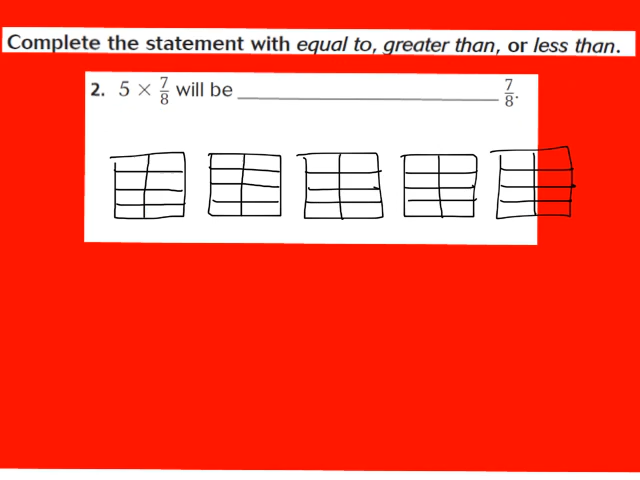 Complete the statement with equal to, greater than, or less than.
2. 5 × 7/8 will be ____________________ 7/8.